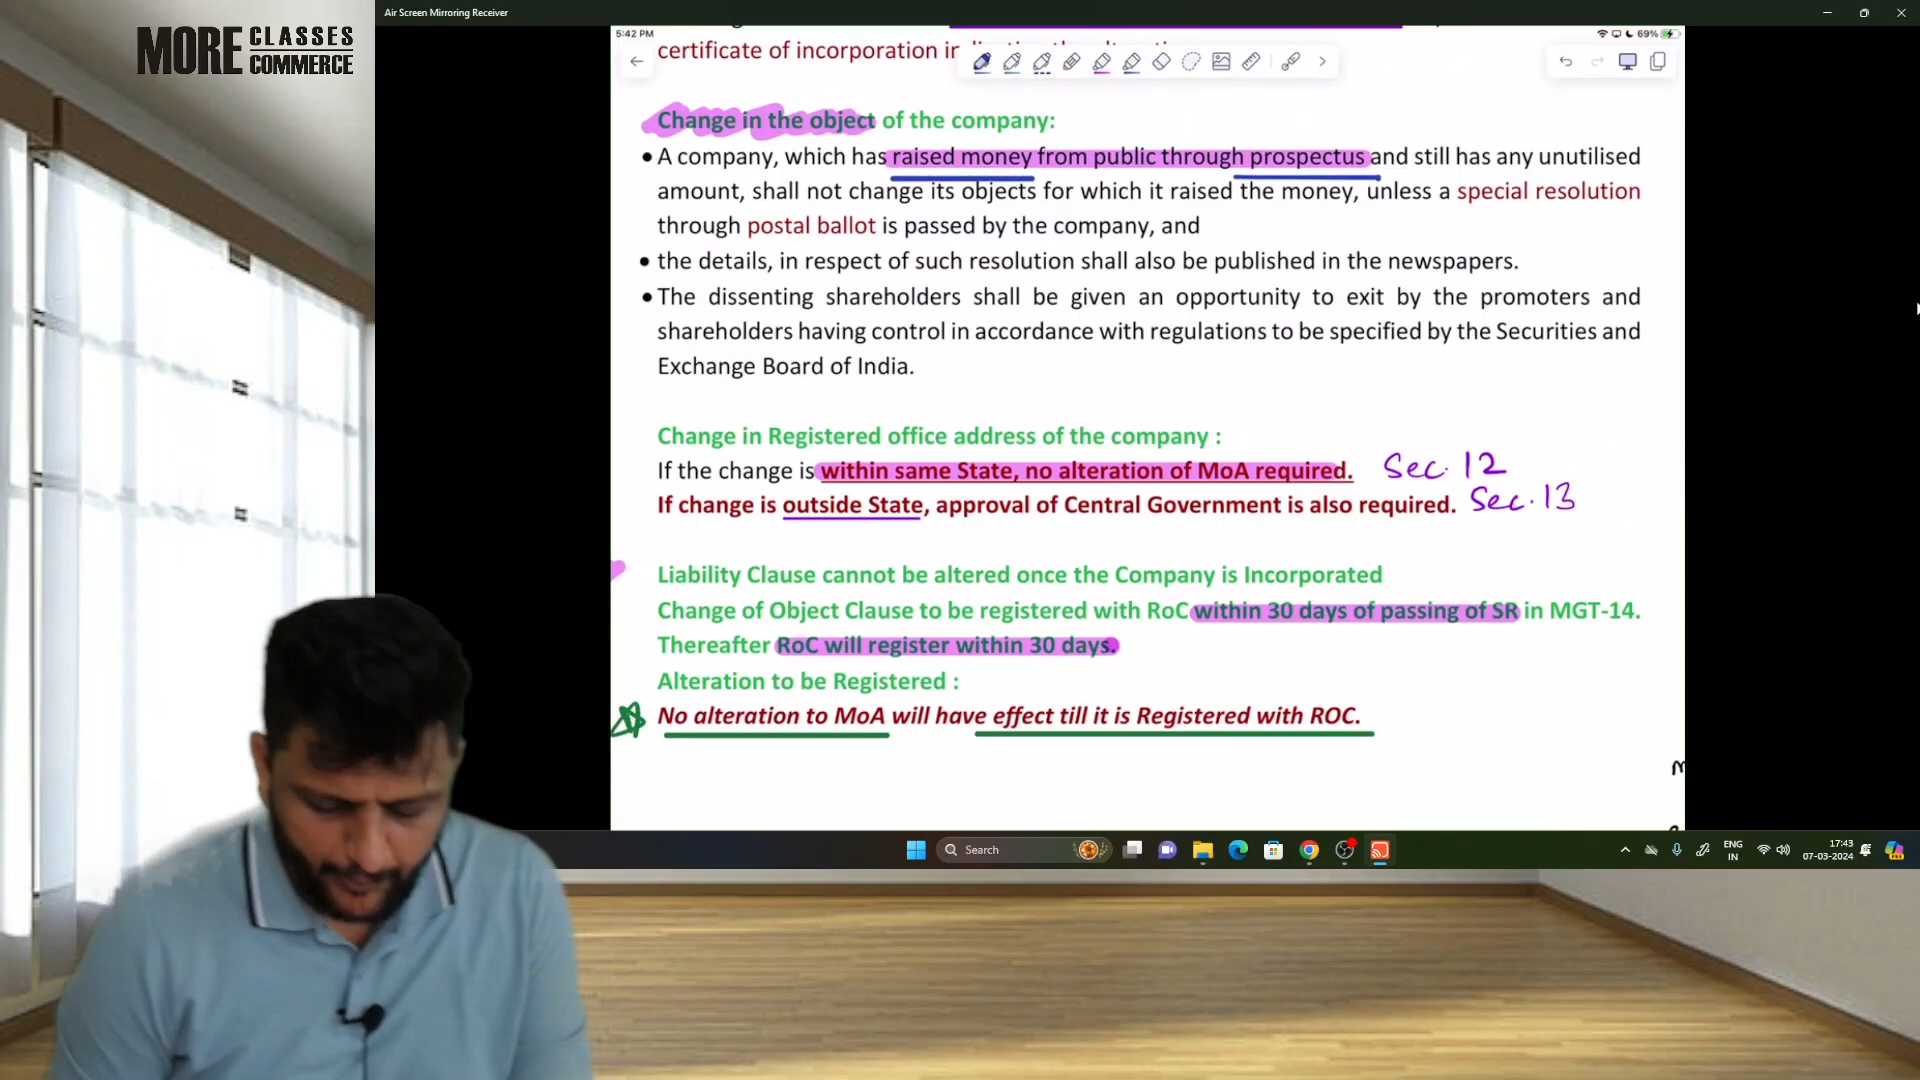 Air Screen Mirroring Receiver
MORE CLASSES COMMERCE
5:42 PM
69%
certificate of incorporation in
Change in the object of the company:
• A company, which has raised money from public through prospectus and still has any unutilised
amount, shall not change its objects for which it raised the money, unless a special resolution
through postal ballot is passed by the company, and
• the details, in respect of such resolution shall also be published in the newspapers.
• The dissenting shareholders shall be given an opportunity to exit by the promoters and
shareholders having control in accordance with regulations to be specified by the Securities and
Exchange Board of India.
Change in Registered office address of the company :
If the change is within same State, no alteration of MoA required. Sec. 12
If change is outside State, approval of Central Government is also required. Sec. 13
Liability Clause cannot be altered once the Company is Incorporated
Change of Object Clause to be registered with RoC within 30 days of passing of SR in MGT-14.
Thereafter RoC will register within 30 days.
Alteration to be Registered :
No alteration to MoA will have effect till it is Registered with ROC.
Search
ENG
IN
17:43
07-03-2024